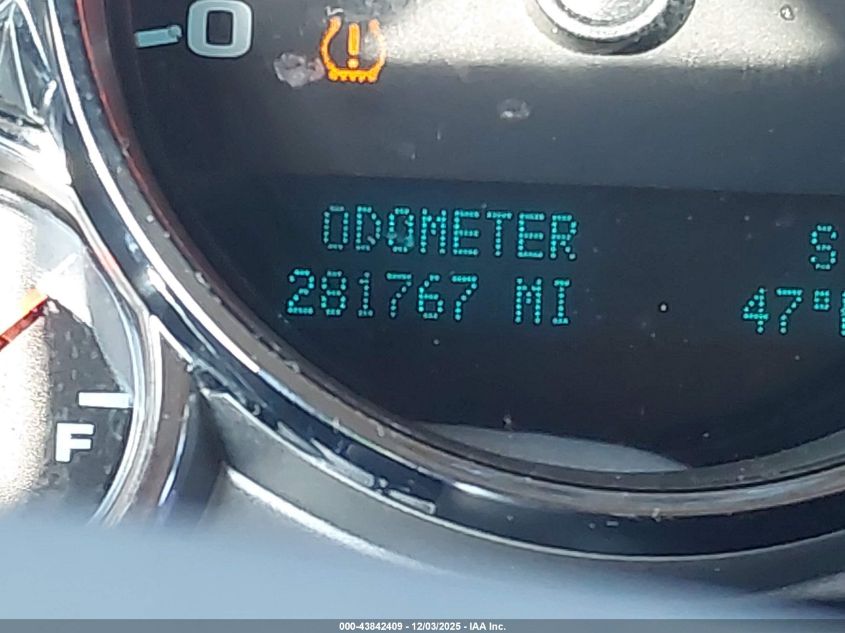 0
ODOMETER
S
281767 MI
47°
F
000-43842409 - 12/03/2025 - IAA Inc.